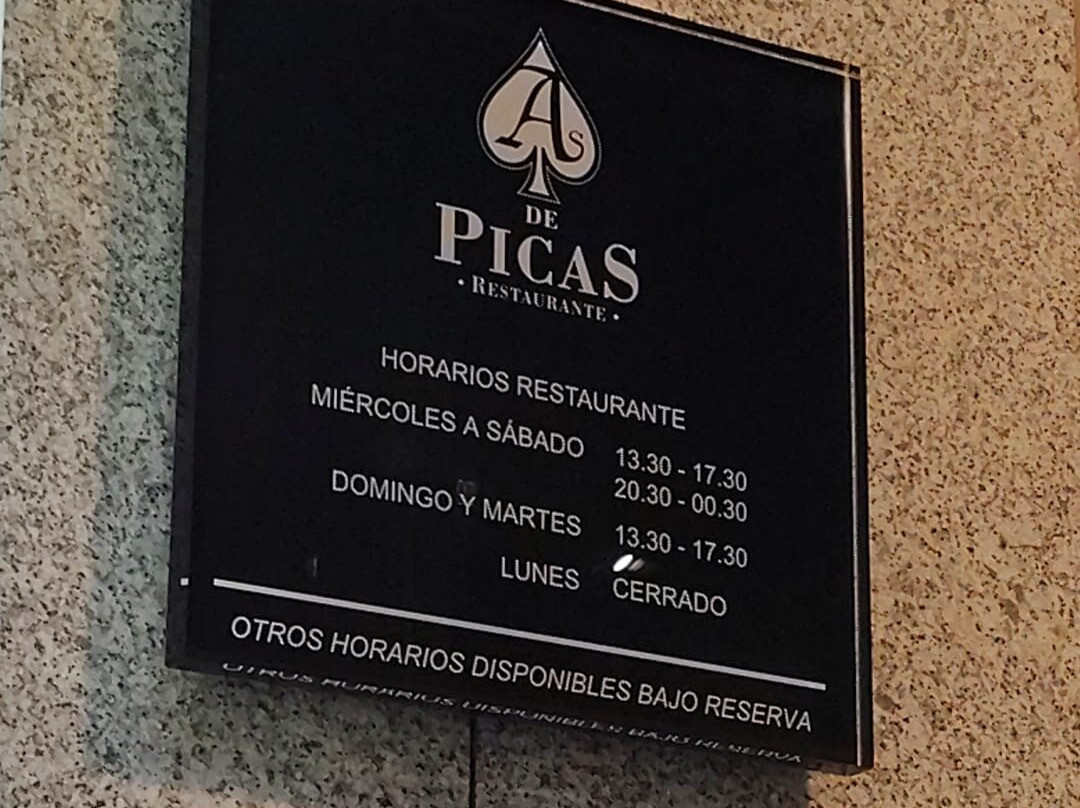 As
DE
PICAS
• RESTAURANTE •
HORARIOS RESTAURANTE
MIÉRCOLES A SÁBADO 13.30 - 17.30
20.30 - 00.30
DOMINGO Y MARTES 13.30 - 17.30
LUNES CERRADO
OTROS HORARIOS DISPONIBLES BAJO RESERVA